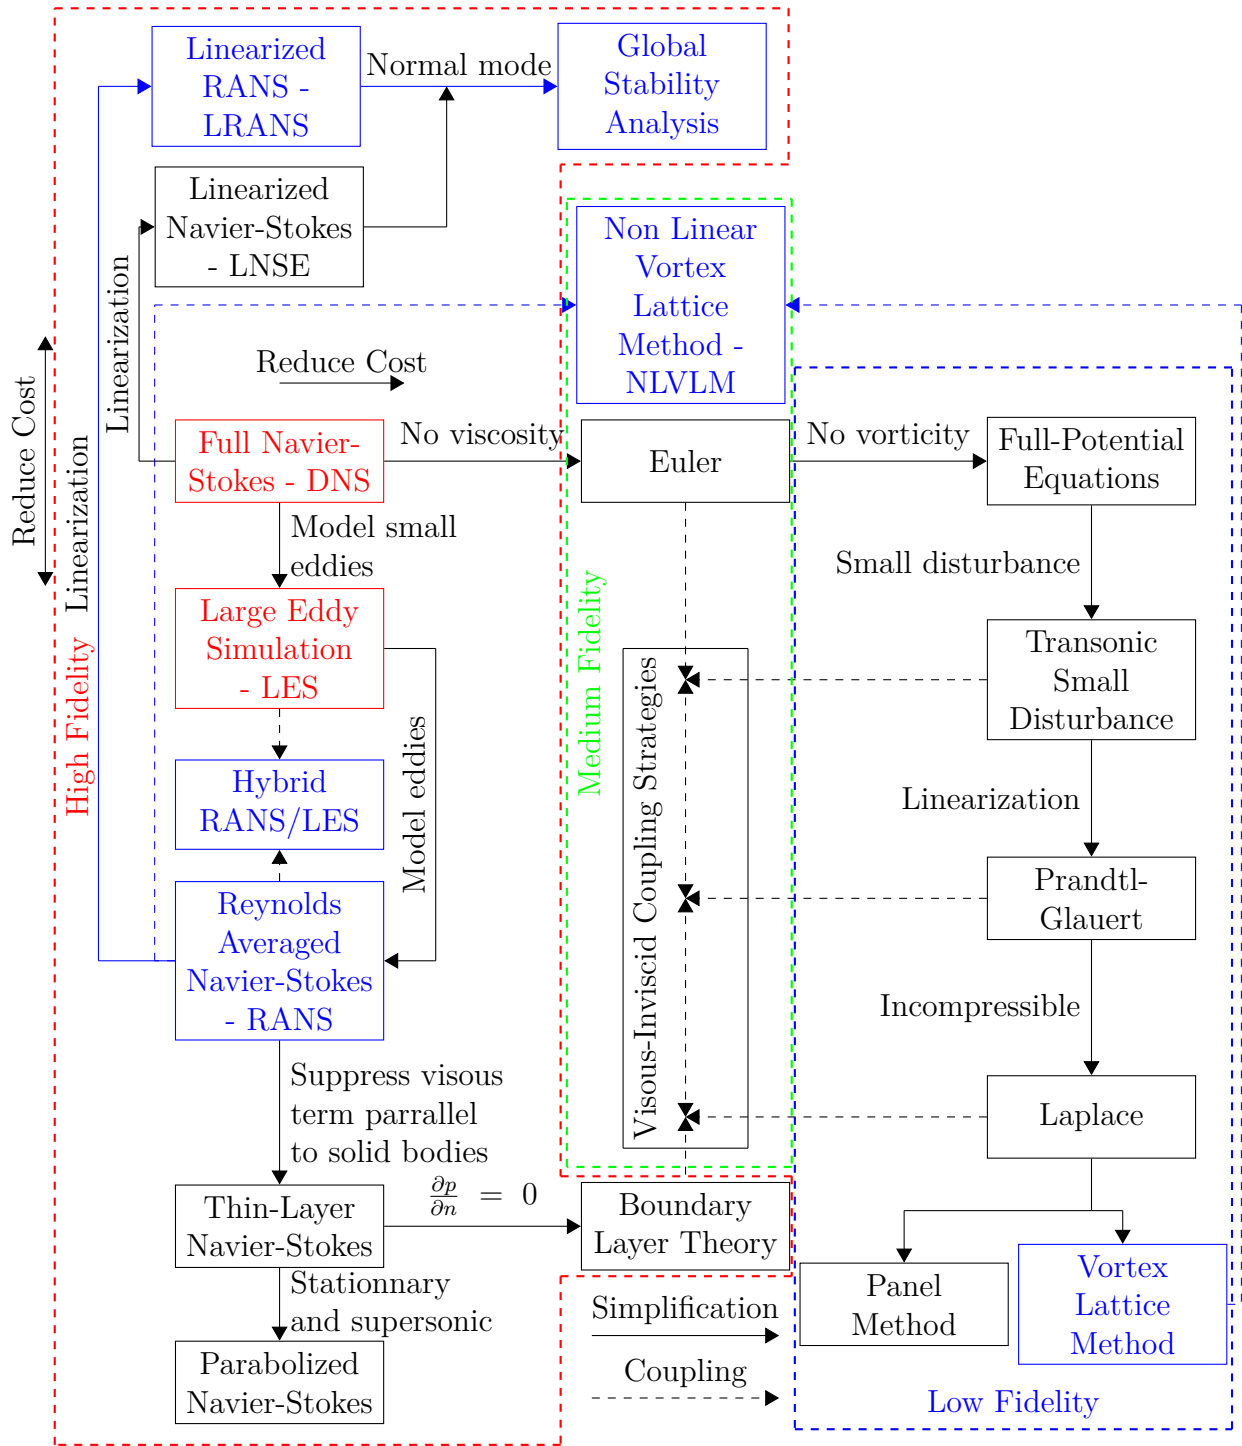 Linearized
RANS -
LRANS
Normal mode
Global
Stability
Analysis
Linearized
Navier-Stokes
- LNSE
Non Linear
Vortex
Lattice
Method -
NLVLM
Linearization
Reduce Cost
Reduce Cost
Linearization
High Fidelity
Full Navier-
Stokes - DNS
No viscosity
Euler
No vorticity
Full-Potential
Equations
Model small
eddies
Small disturbance
Large Eddy
Simulation
- LES
Medium Fidelity
Transonic
Small
Disturbance
Visous-Inviscid Coupling Strategies
Model eddies
Hybrid
RANS/LES
Linearization
Reynolds
Averaged
Navier-Stokes
- RANS
Prandtl-
Glauert
Incompressible
Suppress visous
term parrallel
to solid bodies
Laplace
Thin-Layer
Navier-Stokes
∂p/∂n = 0
Boundary
Layer Theory
Stationnary
and supersonic
Parabolized
Navier-Stokes
Simplification
Coupling
Panel
Method
Vortex
Lattice
Method
Low Fidelity